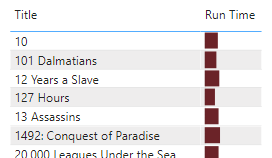 Title Run Time
10
101 Dalmatians
12 Years a Slave
127 Hours
13 Assassins
1492: Conquest of Paradise
20,000 Leagues Under the Sea